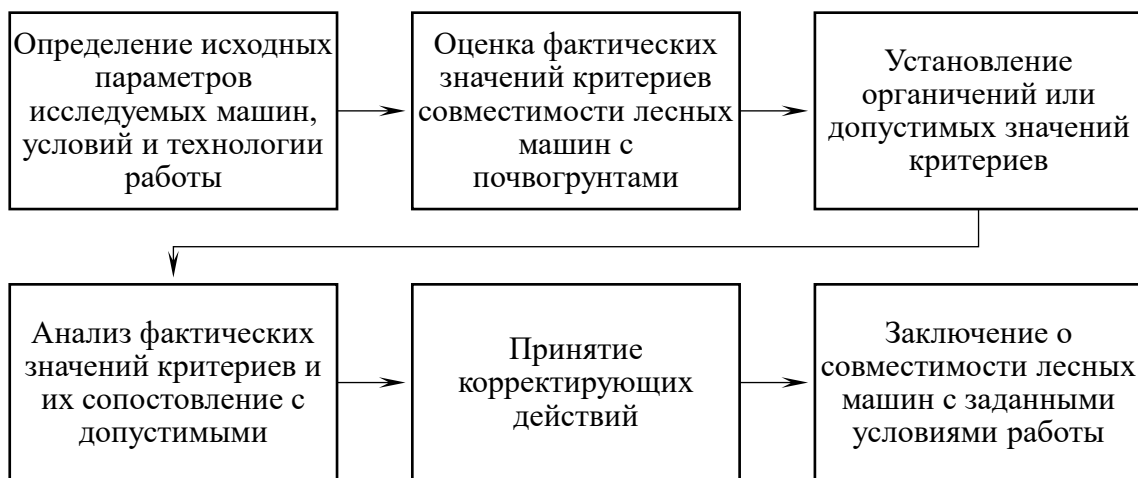 Определение исходных
параметров
исследуемых машин,
условий и технологии
работы
Оценка фактических
значений критериев
совместимости лесных
машин с
почвогрунтами
Установление
органичений или
допустимых значений
критериев
Анализ фактических
значений критериев и
их сопостовление с
допустимыми
Принятие
корректирующих
действий
Заключение о
совместимости лесных
машин с заданными
условиями работы